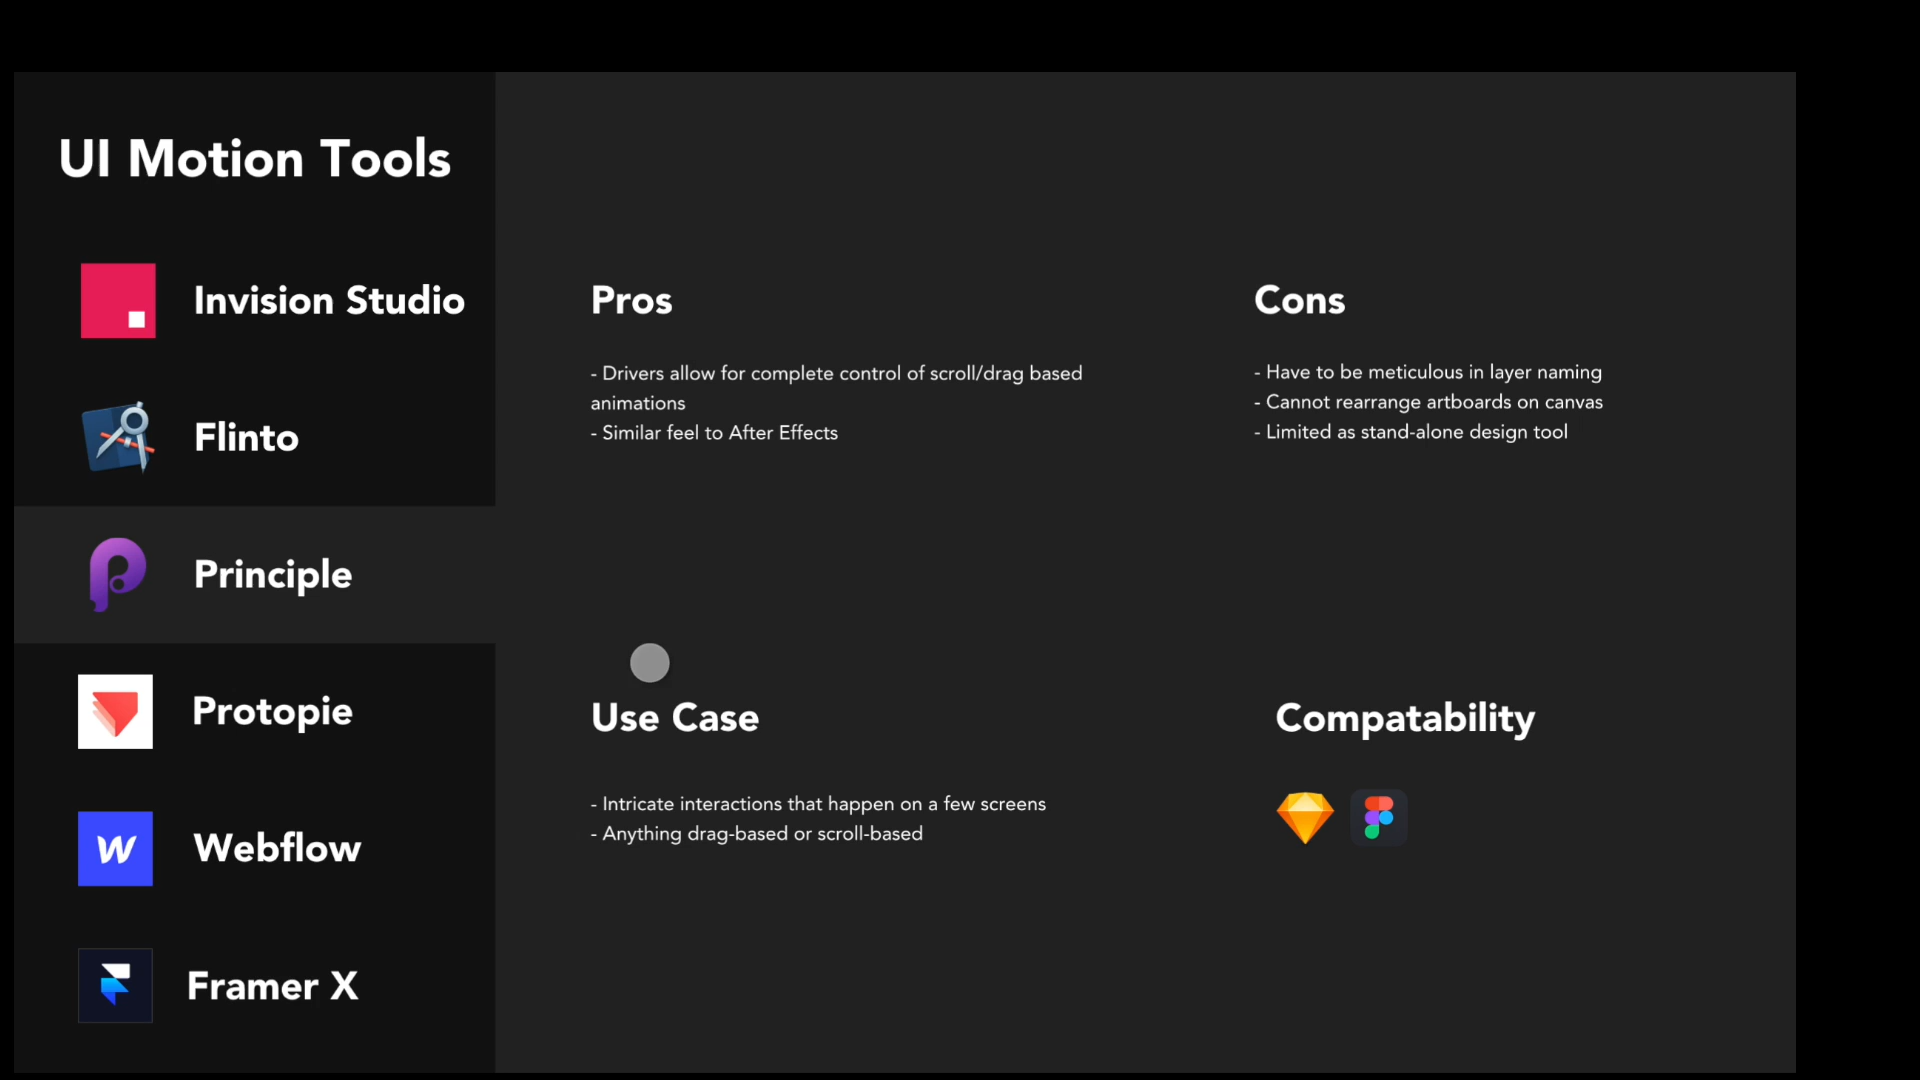 UI Motion Tools
Invision Studio
Flinto
Principle
Protopie
Webflow
Framer X
Pros
- Drivers allow for complete control of scroll/drag based
animations
- Similar feel to After Effects
Cons
- Have to be meticulous in layer naming
- Cannot rearrange artboards on canvas
- Limited as stand-alone design tool
Use Case
- Intricate interactions that happen on a few screens
- Anything drag-based or scroll-based
Compatability